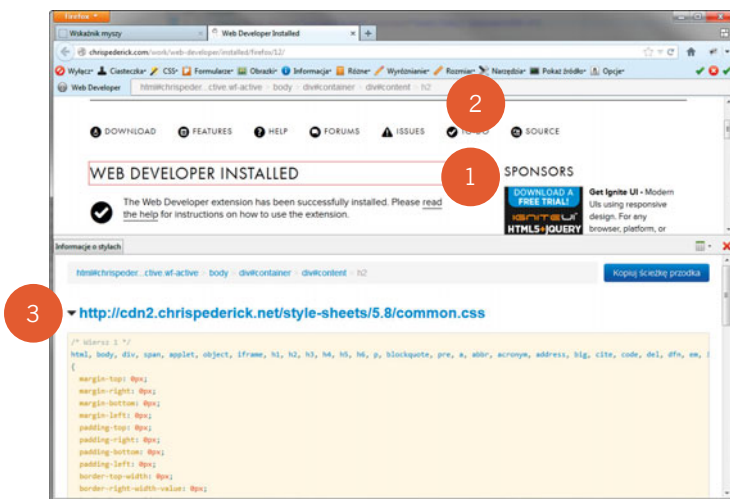 Firefox
Wskaźnik myszy
Web Developer Installed
chrispederick.com/work/web-developer/installed/firefox/12/
Wyłącz Ciasteczka CSS Formularze Obrazki Informacje Różne Wyróżnianie Rozmiar Narzędzia Pokaż źródło Opcje
Web Developer html#chrispeder...ctive.wf-active > body > div#container > div#content > h2
2
DOWNLOAD FEATURES HELP FORUMS ISSUES SOURCE
WEB DEVELOPER INSTALLED
1
SPONSORS
The Web Developer extension has been successfully installed. Please read
the help for instructions on how to use the extension.
DOWNLOAD A
FREE TRIAL!
IGNITEUI
HTML5+JQUERY
Get Ignite UI - Modern
UIs using responsive
design. For any
browser, platform, or
Informacje o stylach
html#chrispeder...ctive.wf-active > body > div#container > div#content > h2
Kopiuj ścieżkę przodka
3
http://cdn2.chrispederick.net/style-sheets/5.8/common.css
/* Wiersz 1 */
html, body, div, span, applet, object, iframe, h1, h2, h3, h4, h5, h6, p, blockquote, pre, a, abbr, acronym, address, big, cite, code, del, dfn, em,
{
margin-top: 0px;
margin-right: 0px;
margin-bottom: 0px;
margin-left: 0px;
padding-top: 0px;
padding-right: 0px;
padding-bottom: 0px;
padding-left: 0px;
border-top-width: 0px;
border-right-width-value: 0px;